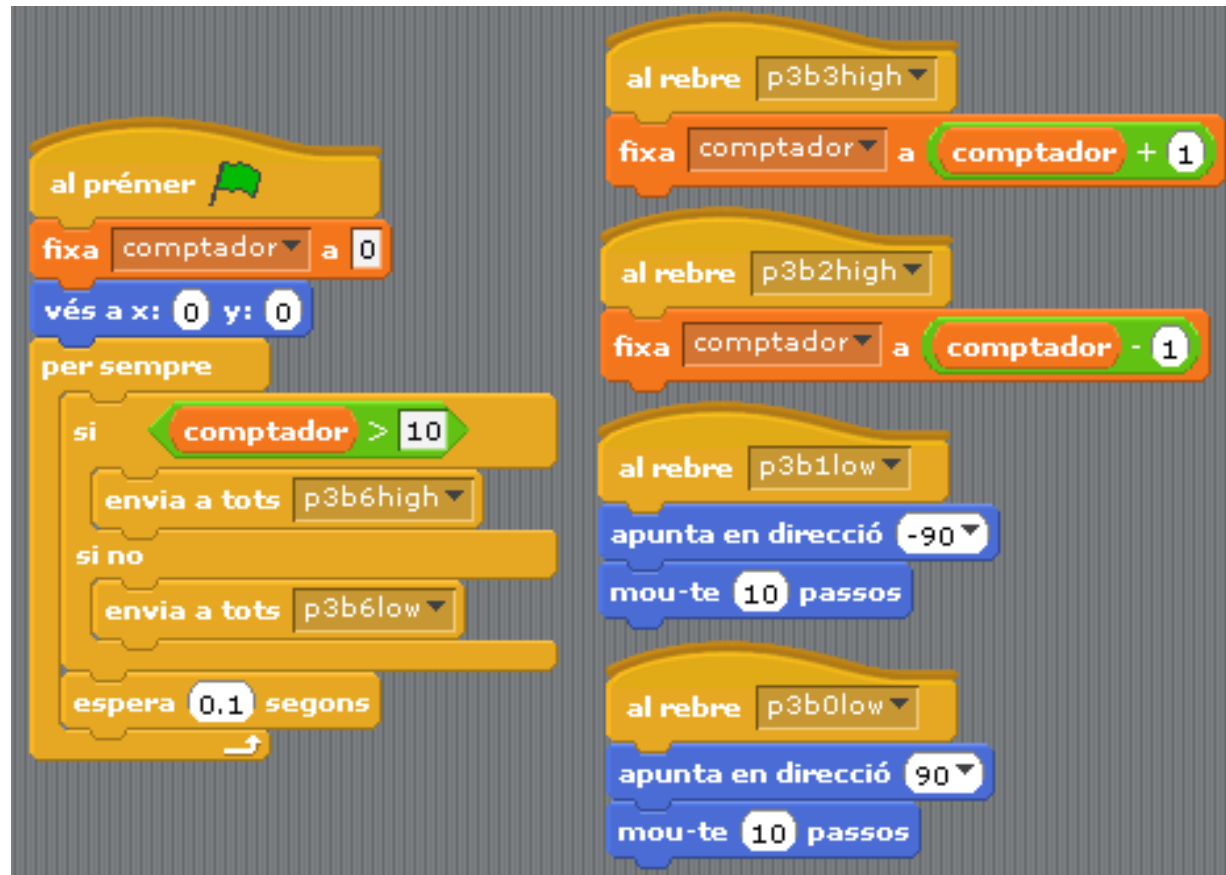 al prémer
fixa comptador a 0
vés a x: 0 y: 0
per sempre
si comptador > 10
envia a tots p3b6high
si no
envia a tots p3b6low
espera 0.1 segons
al rebre p3b3high
fixa comptador a comptador + 1
al rebre p3b2high
fixa comptador a comptador - 1
al rebre p3b1low
apunta en direcció -90
mou-te 10 passos
al rebre p3b0low
apunta en direcció 90
mou-te 10 passos